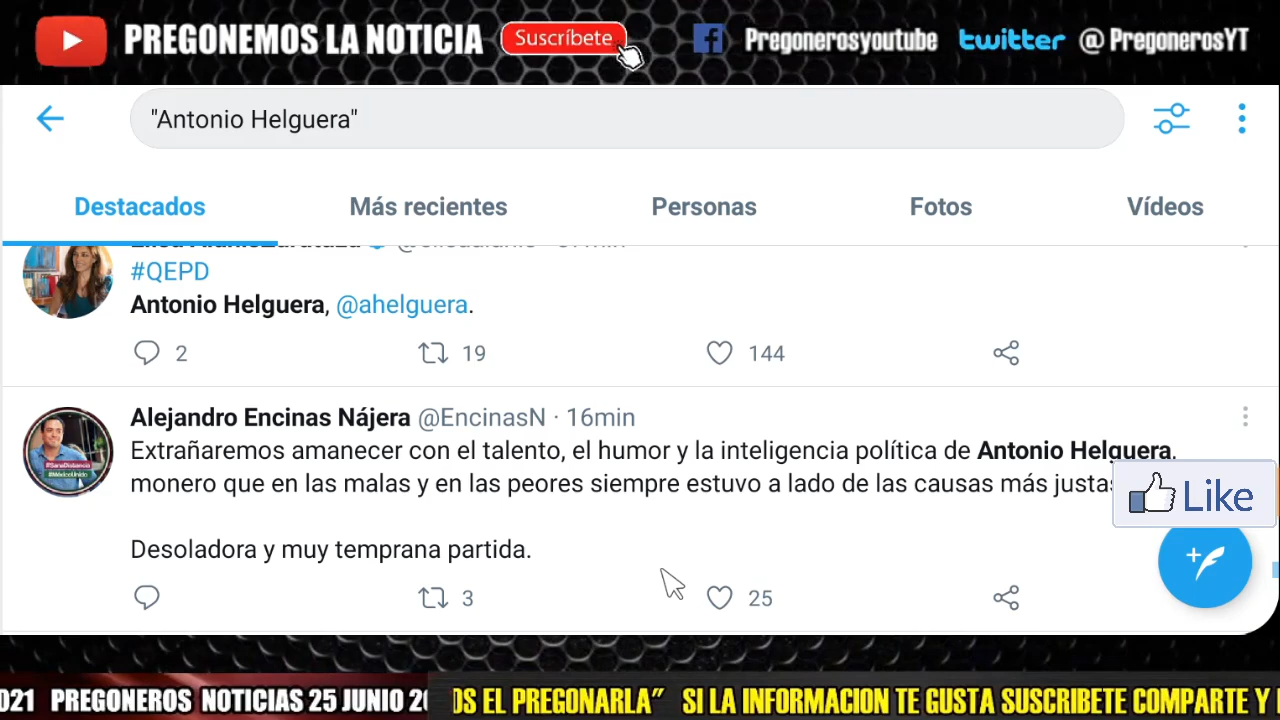 PREGONEMOS LA NOTICIA Suscríbete Pregonerosyoutube twitter @ PregonerosYT
"Antonio Helguera"
Destacados Más recientes Personas Fotos Vídeos
#QEPD
Antonio Helguera, @ahelguera.
2 19 144
Alejandro Encinas Nájera @EncinasN · 16min
Extrañaremos amanecer con el talento, el humor y la inteligencia política de Antonio Helguera.
monero que en las malas y en las peores siempre estuvo a lado de las causas más justas
Like
Desoladora y muy temprana partida.
3 25
PREGONEROS NOTICIAS 25 JUNIO EL PREGONARLA" SI LA INFORMACION TE GUSTA SUSCRIBETE COMPARTE Y